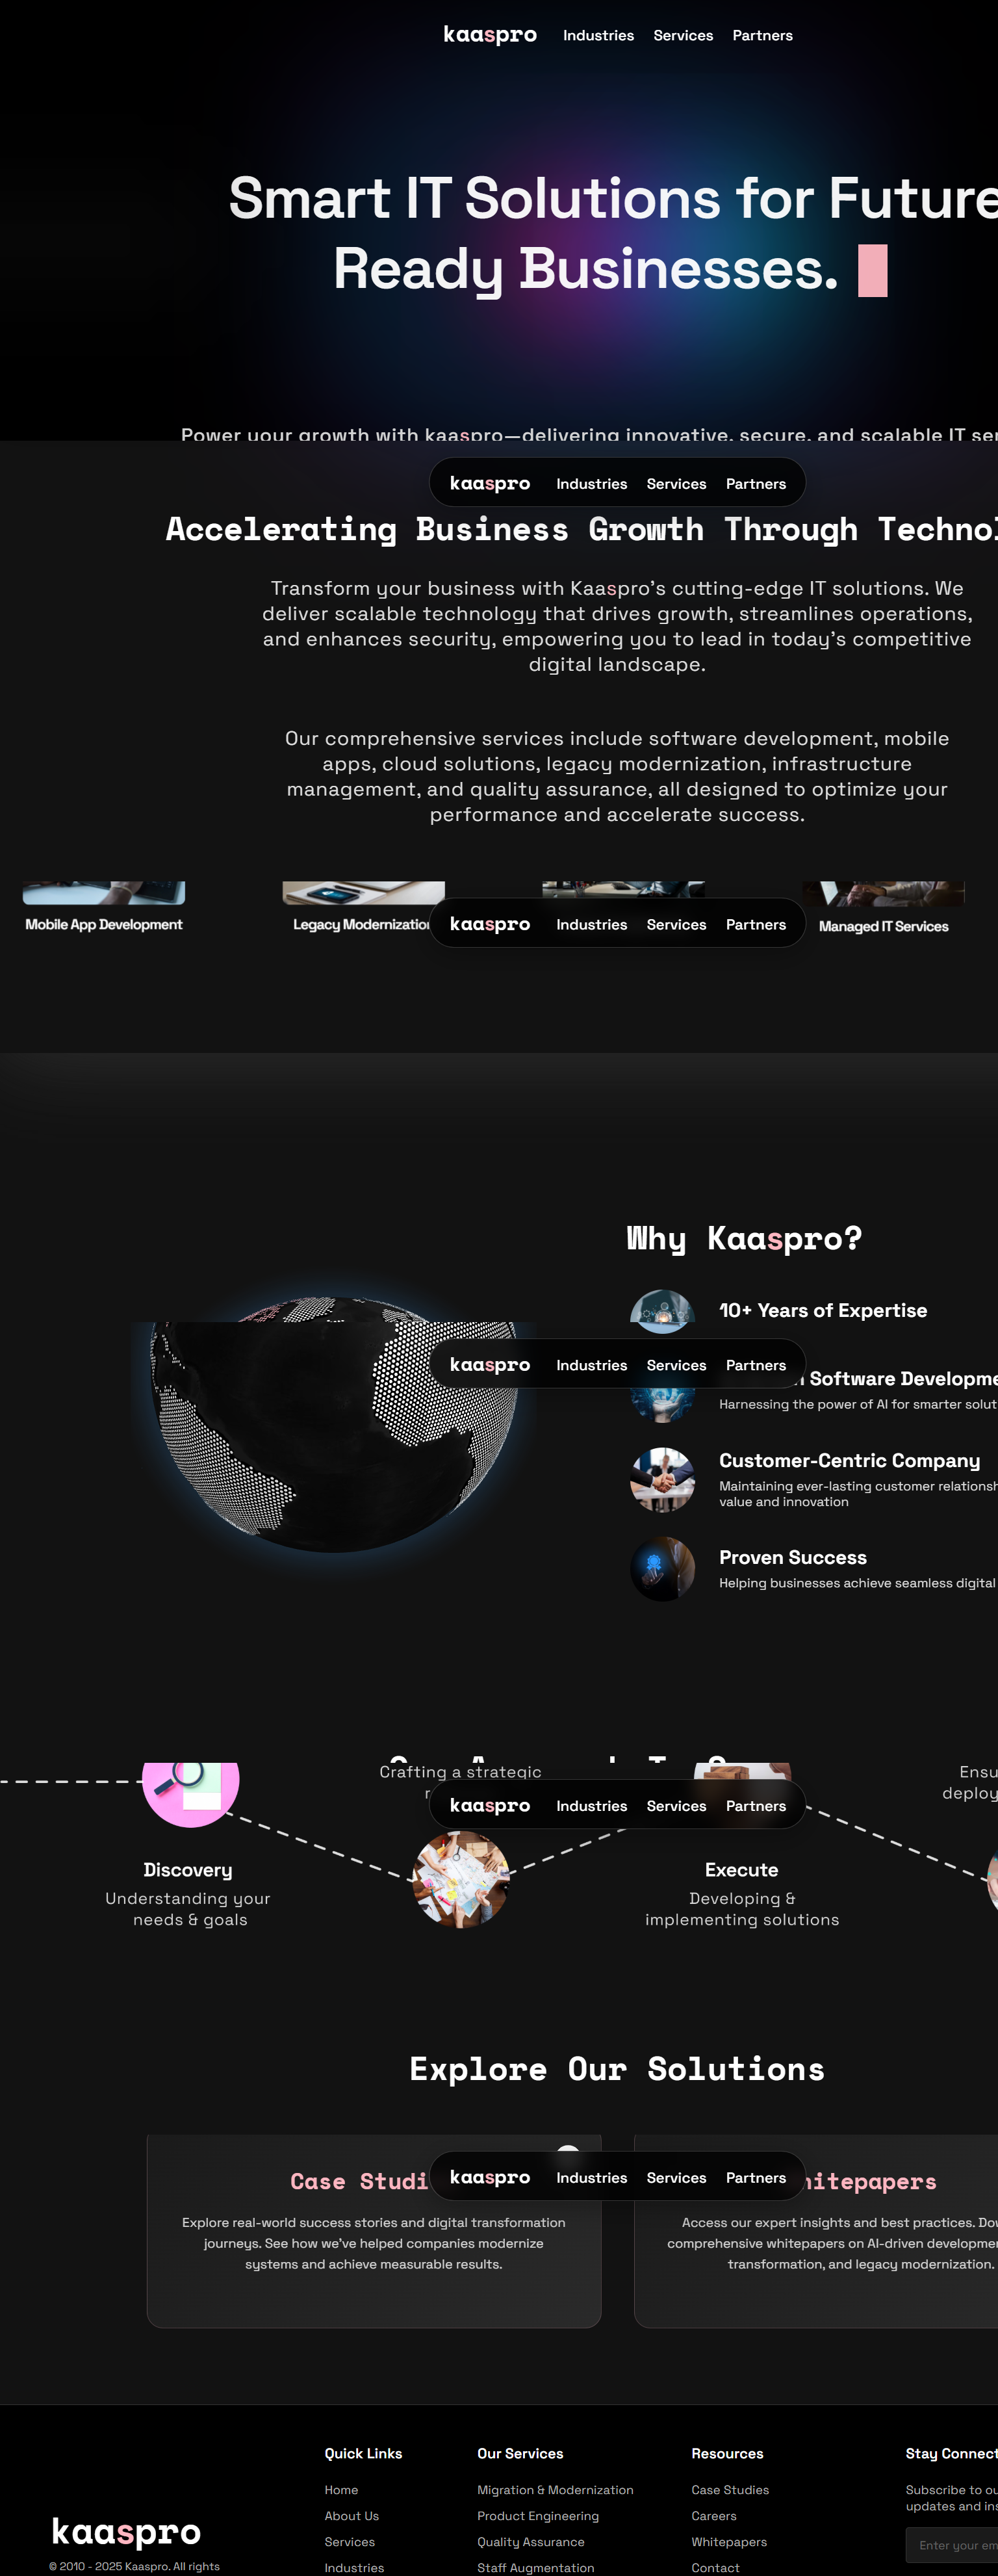 kaaspro Industries Services Partners
Smart IT Solutions for Future
Ready Businesses.
Power your growth with kaaspro—delivering innovative, secure, and scalable IT ser
kaaspro Industries Services Partners
Accelerating Business Growth Through Technol
Transform your business with Kaaspro's cutting-edge IT solutions. We
deliver scalable technology that drives growth, streamlines operations,
and enhances security, empowering you to lead in today's competitive
digital landscape.
Our comprehensive services include software development, mobile
apps, cloud solutions, legacy modernization, infrastructure
management, and quality assurance, all designed to optimize your
performance and accelerate success.
Mobile App Development
Legacy Modernization
kaaspro Industries Services Partners
Managed IT Services
Why Kaaspro?
10+ Years of Expertise
kaaspro Industries Services Partners
Software Developme
Harnessing the power of AI for smarter solut
Customer-Centric Company
Maintaining ever-lasting customer relationsh
value and innovation
Proven Success
Helping businesses achieve seamless digital
Crafting a strategic
Ensu
deploy
kaaspro Industries Services Partners
Discovery
Understanding your
needs & goals
Execute
Developing &
implementing solutions
Explore Our Solutions
Case Studi
kaaspro Industries Services Partners
hitepapers
Explore real-world success stories and digital transformation
journeys. See how we've helped companies modernize
systems and achieve measurable results.
Access our expert insights and best practices. Dow
comprehensive whitepapers on AI-driven developmen
transformation, and legacy modernization.
kaaspro
© 2010 - 2025 Kaaspro. All rights
Quick Links
Home
About Us
Services
Industries
Our Services
Migration & Modernization
Product Engineering
Quality Assurance
Staff Augmentation
Resources
Case Studies
Careers
Whitepapers
Contact
Stay Connect
Subscribe to ou
updates and ins
Enter your em